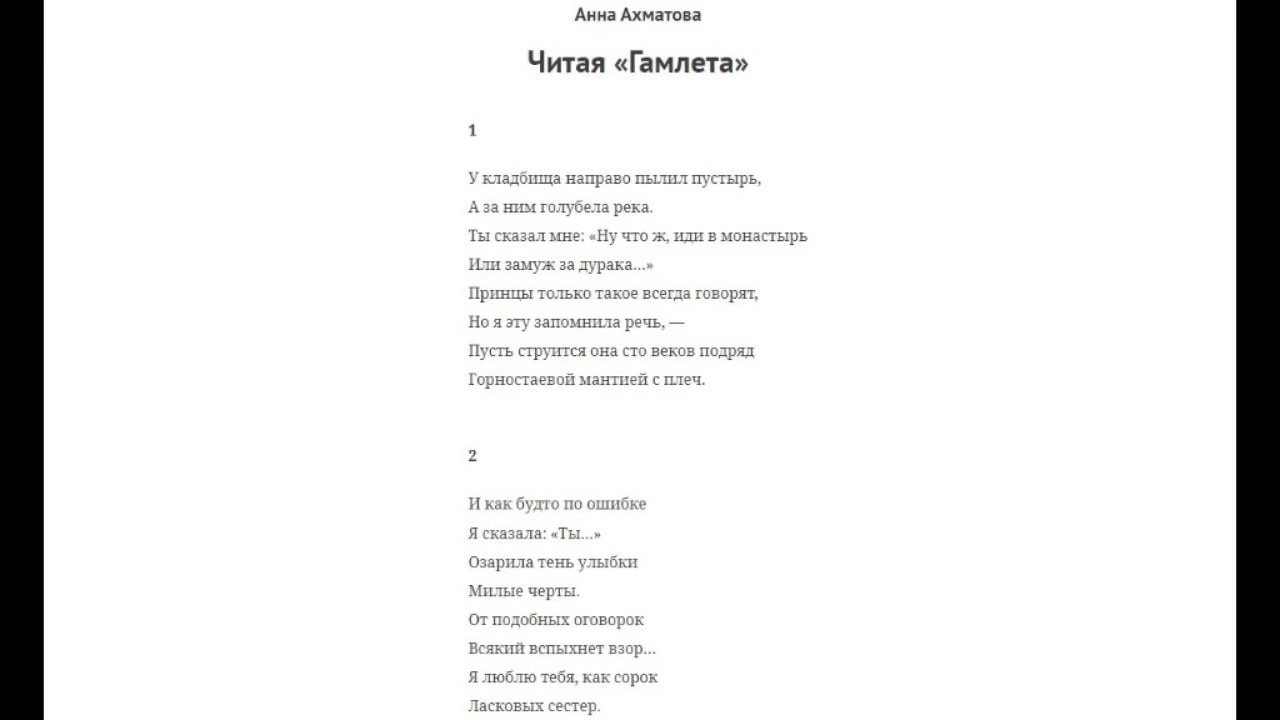 Анна Ахматова
Читая «Гамлета»
1
У кладбища направо пылил пустырь,
А за ним голубела река.
Ты сказал мне: «Ну что ж, иди в монастырь
Или замуж за дурака…»
Принцы только такое всегда говорят,
Но я эту запомнила речь, —
Пусть струится она сто веков подряд
Горностаевой мантией с плеч.
2
И как будто по ошибке
Я сказала: «Ты…»
Озарила тень улыбки
Милые черты.
От подобных оговорок
Всякий вспыхнет взор…
Я люблю тебя, как сорок
Ласковых сестер.